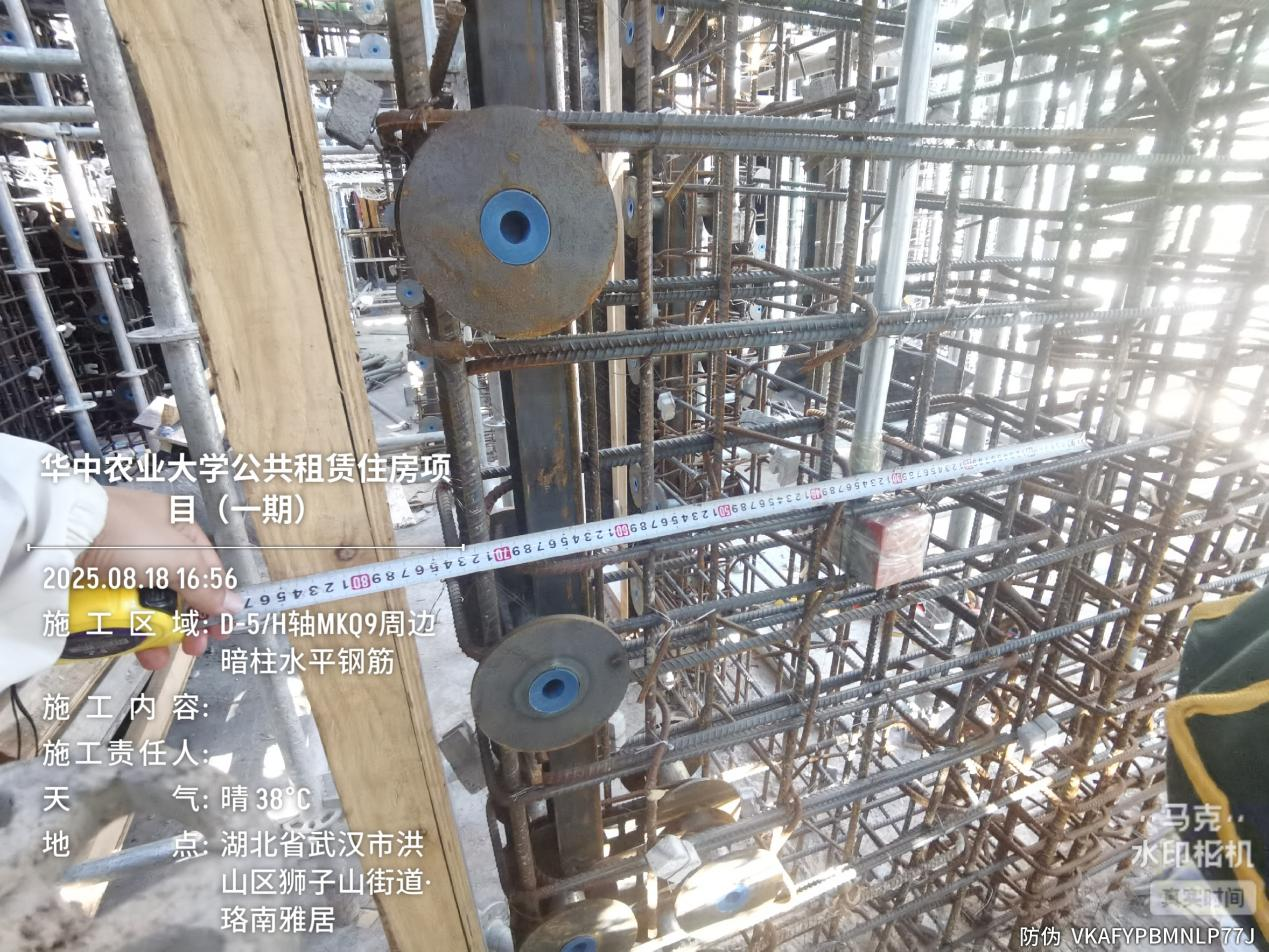 华中农业大学公共租赁住房项
目（一期）
2025.08.18 16:56
施工区域: D-5/H轴MKQ9周边
暗柱水平钢筋
施工内容:
施工责任人:
天气: 晴 38°C
地点: 湖北省武汉市洪
山区狮子山街道·
珞南雅居
马克
水印相机
真实时间
防伪 VKAFYPBMNLP77J